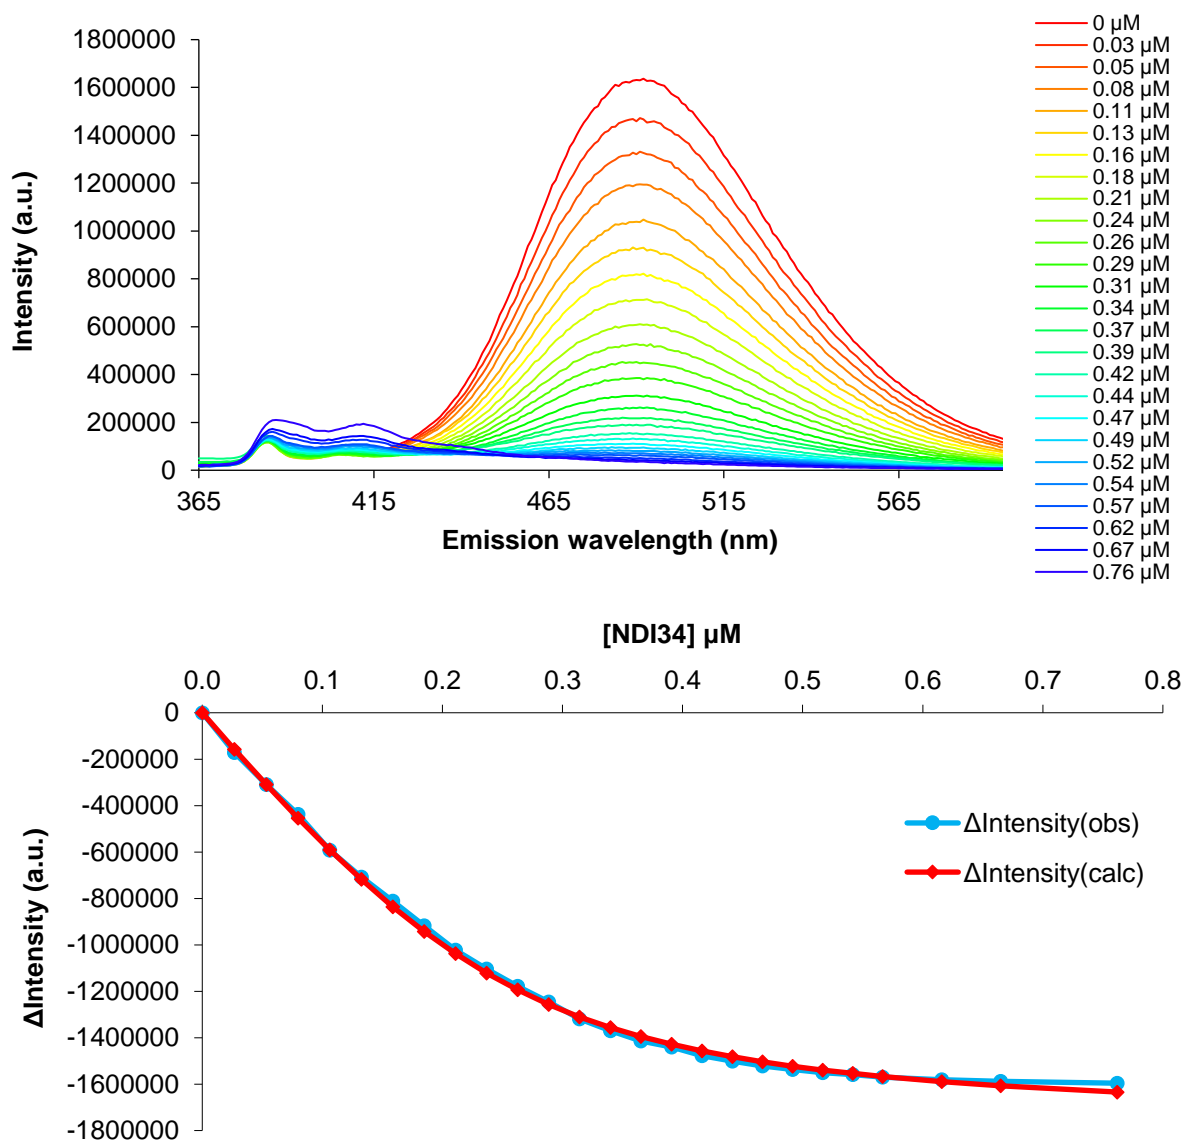 1800000
1600000
1400000
1200000
1000000
800000
600000
400000
200000
0
Intensity (a.u.)
365 415 465 515 565
Emission wavelength (nm)
0 µM
0.03 µM
0.05 µM
0.08 µM
0.11 µM
0.13 µM
0.16 µM
0.18 µM
0.21 µM
0.24 µM
0.26 µM
0.29 µM
0.31 µM
0.34 µM
0.37 µM
0.39 µM
0.42 µM
0.44 µM
0.47 µM
0.49 µM
0.52 µM
0.54 µM
0.57 µM
0.62 µM
0.67 µM
0.76 µM
[NDI34] µM
0.0 0.1 0.2 0.3 0.4 0.5 0.6 0.7 0.8
0
-200000
-400000
-600000
-800000
-1000000
-1200000
-1400000
-1600000
-1800000
ΔIntensity (a.u.)
ΔIntensity(obs)
ΔIntensity(calc)